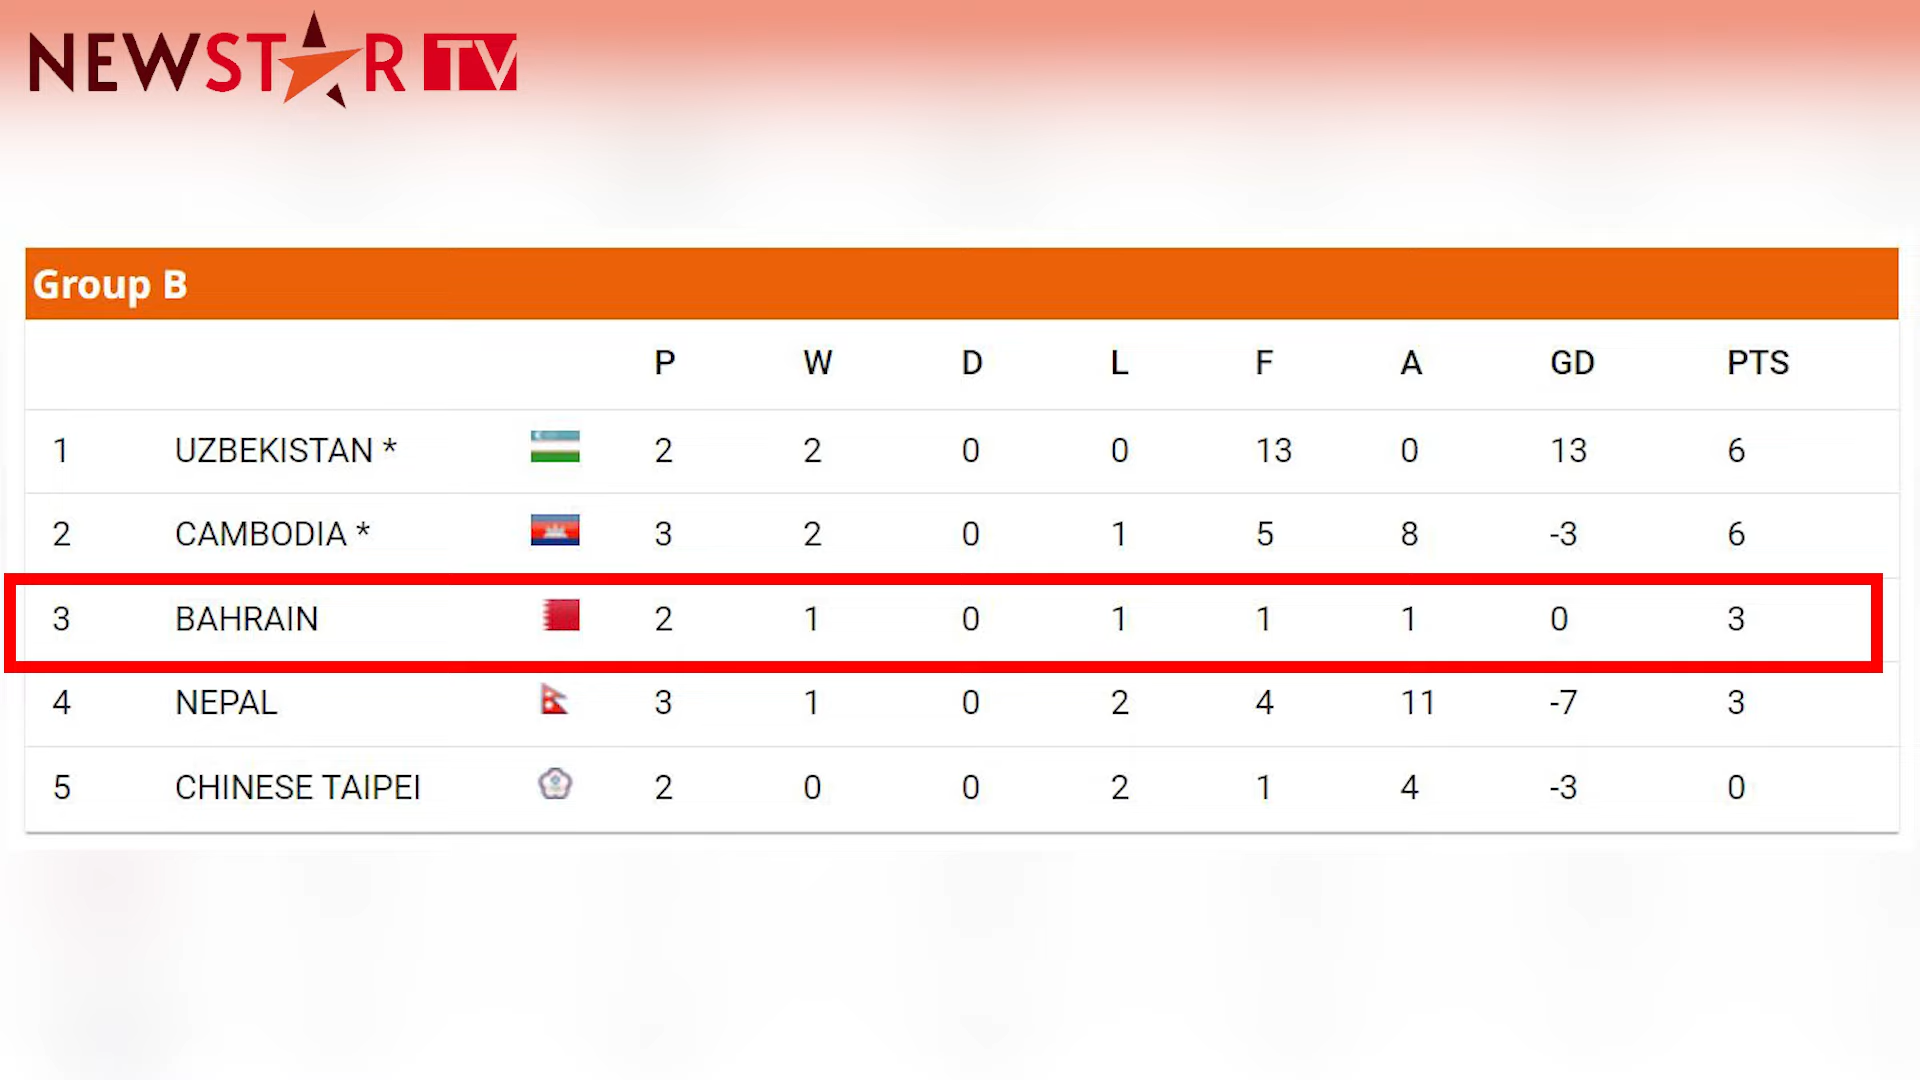 NEWSTAR TV
Group B
P W D L F A GD PTS
1 UZBEKISTAN * 2 2 0 0 13 0 13 6
2 CAMBODIA * 3 2 0 1 5 8 -3 6
3 BAHRAIN 2 1 0 1 1 1 0 3
4 NEPAL 3 1 0 2 4 11 -7 3
5 CHINESE TAIPEI 2 0 0 2 1 4 -3 0